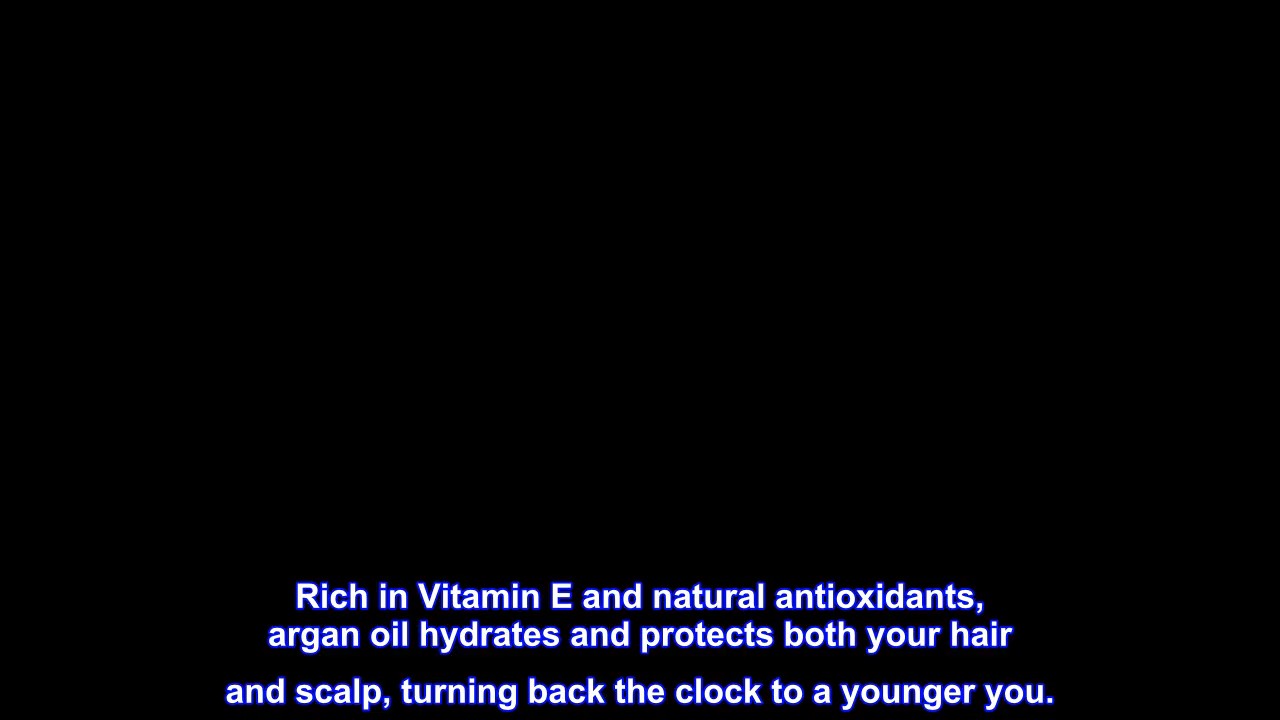 Rich in Vitamin E and natural antioxidants,
argan oil hydrates and protects both your hair
and scalp, turning back the clock to a younger you.